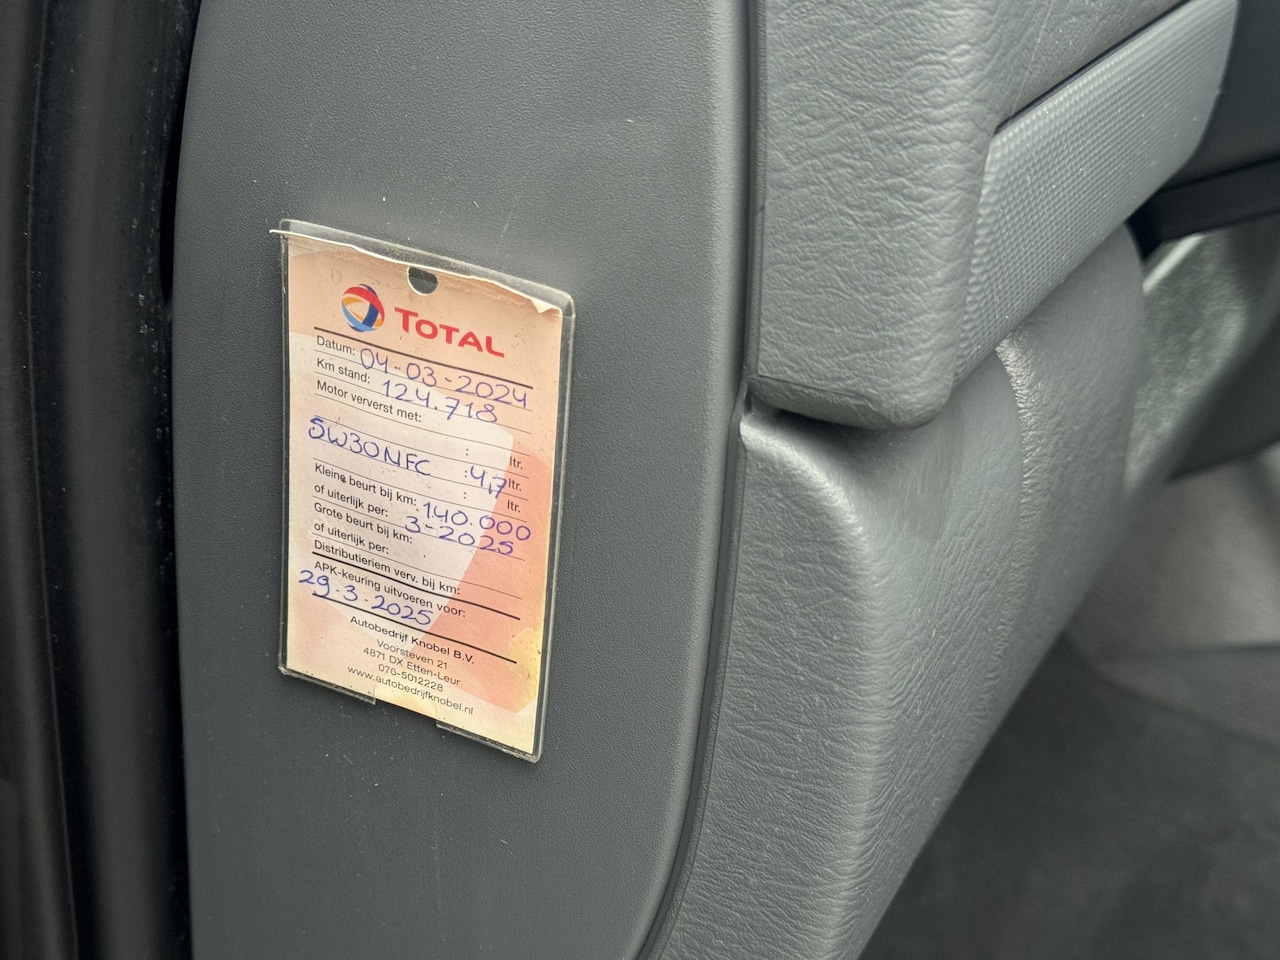 TOTAL
Datum: 04-03-2024
Km stand: 124.718
Motor ververst met:
: ltr.
5W30NFC : 4,7 ltr.
: ltr.
Kleine beurt bij km: 140.000
of uiterlijk per: 3-2025
Grote beurt bij km:
of uiterlijk per:
Distributieriem verv. bij km:
APK-keuring uitvoeren voor:
29-3-2025
Autobedrijf Knobel B.V.
Voorsteven 21
4871 DX Etten-Leur
076-5012228
www.autobedrijfknobel.nl